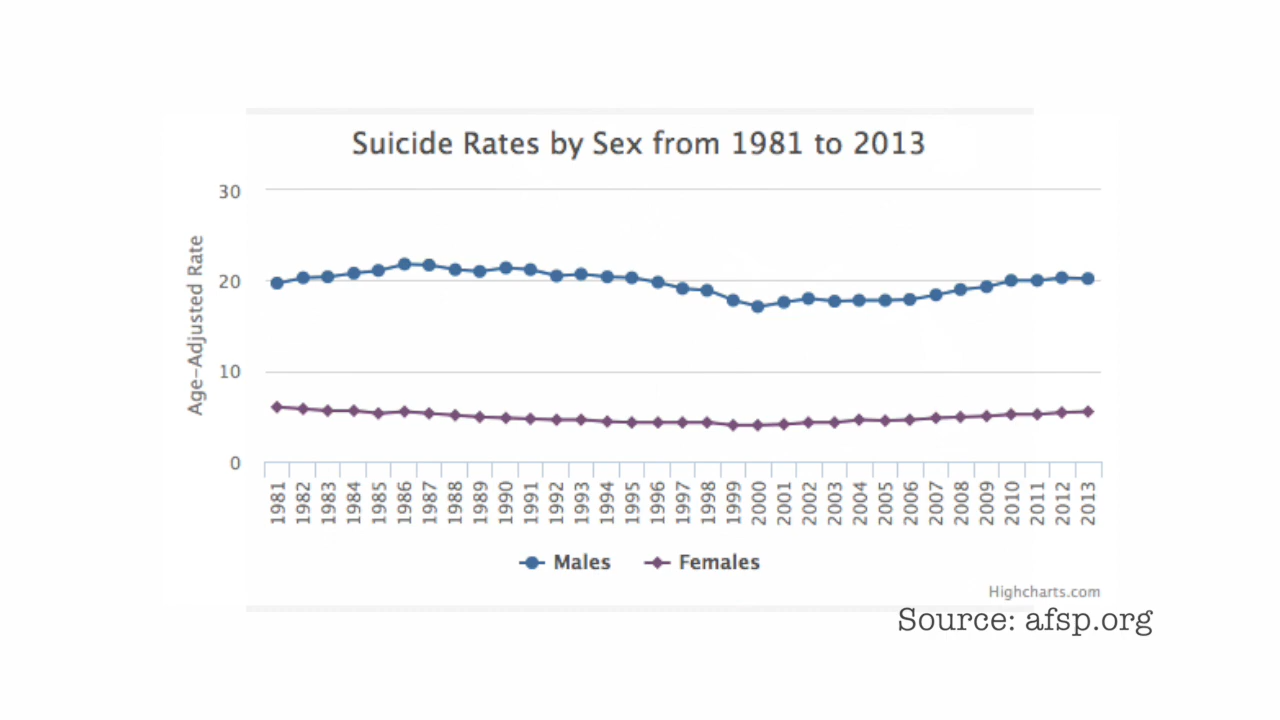 Suicide Rates by Sex from 1981 to 2013
30
20
10
0
Age-Adjusted Rate
1981 1982 1983 1984 1985 1986 1987 1988 1989 1990 1991 1992 1993 1994 1995 1996 1997 1998 1999 2000 2001 2002 2003 2004 2005 2006 2007 2008 2009 2010 2011 2012 2013
Males Females
Highcharts.com
Source: afsp.org